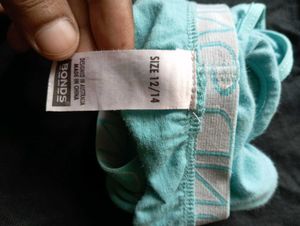 BONDS
DESIGNED IN AUSTRALIA
MADE IN CHINA
SIZE 12/14